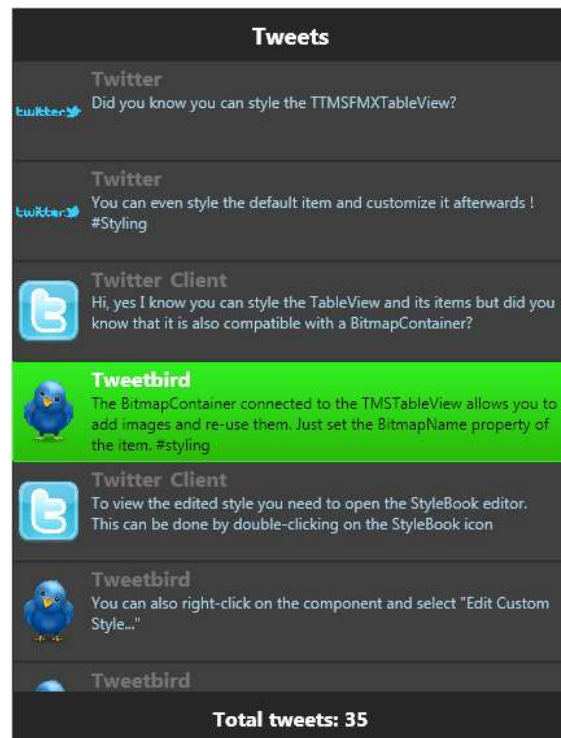 Tweets
Twitter
twitter
Did you know you can style the TTMSFMXTableView?
Twitter
twitter
You can even style the default item and customize it afterwards !
#Styling
Twitter Client
t
Hi, yes I know you can style the TableView and its items but did you
know that it is also compatible with a BitmapContainer?
Tweetbird
The BitmapContainer connected to the TMSTableView allows you to
add images and re-use them. Just set the BitmapName property of
the item. #styling
Twitter Client
t
To view the edited style you need to open the StyleBook editor.
This can be done by double-clicking on the StyleBook icon
Tweetbird
You can also right-click on the component and select "Edit Custom
Style..."
Tweetbird
Total tweets: 35